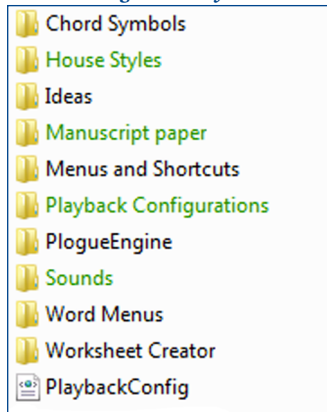 Chord Symbols
House Styles
Ideas
Manuscript paper
Menus and Shortcuts
Playback Configurations
PlogueEngine
Sounds
Word Menus
Worksheet Creator
PlaybackConfig